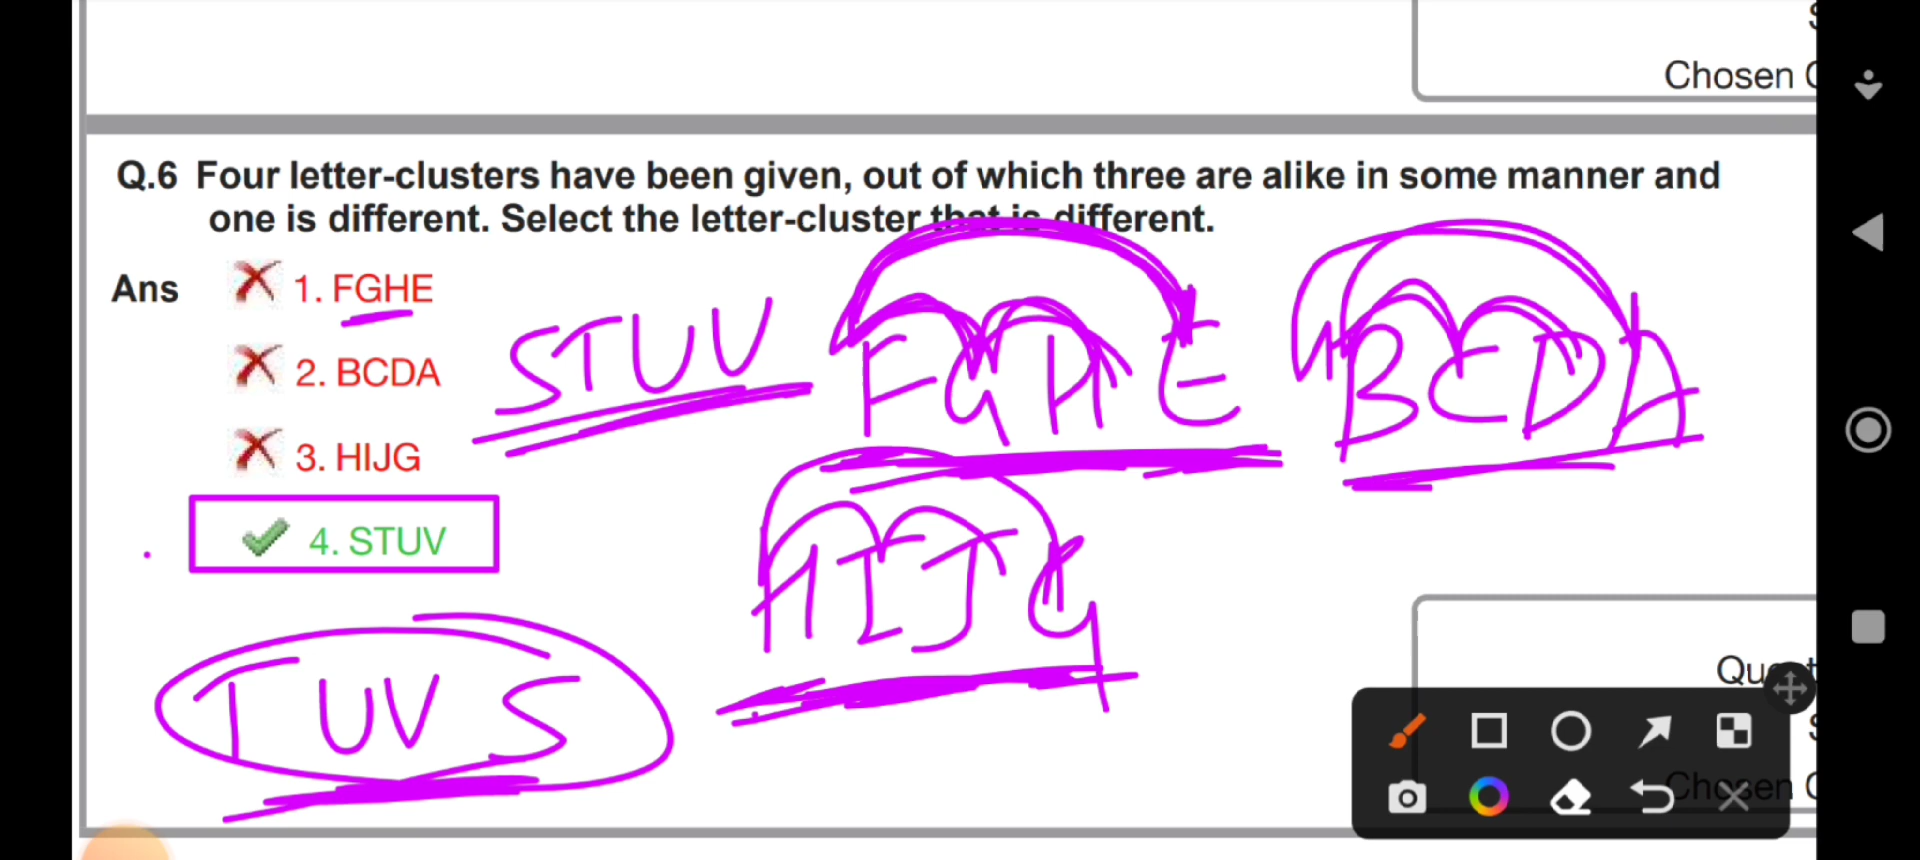 Chosen
Q.6 Four letter-clusters have been given, out of which three are alike in some manner and
one is different. Select the letter-cluster that is different.
Ans 1. FGHE
2. BCDA
3. HIJG
4. STUV
STUV FGHE BCDA
HIJG
TUVS
Chosen